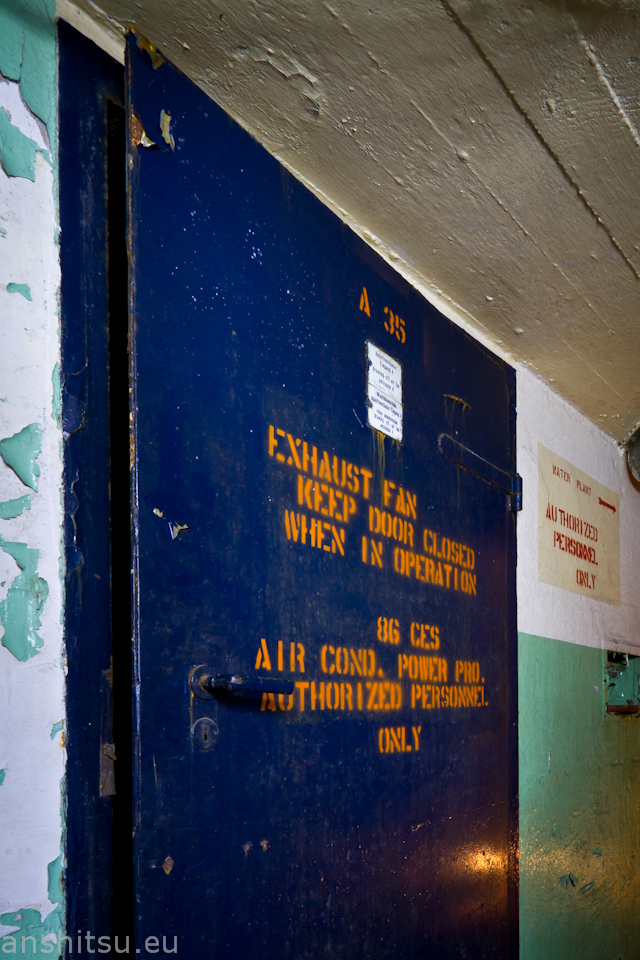 A 35
EXHAUST FAN
KEEP DOOR CLOSED
WHEN IN OPERATION
86 CES
AIR COND. POWER PRO.
AUTHORIZED PERSONNEL
ONLY
WATER PLANT
AUTHORIZED
PERSONNEL
ONLY
anshitsu.eu